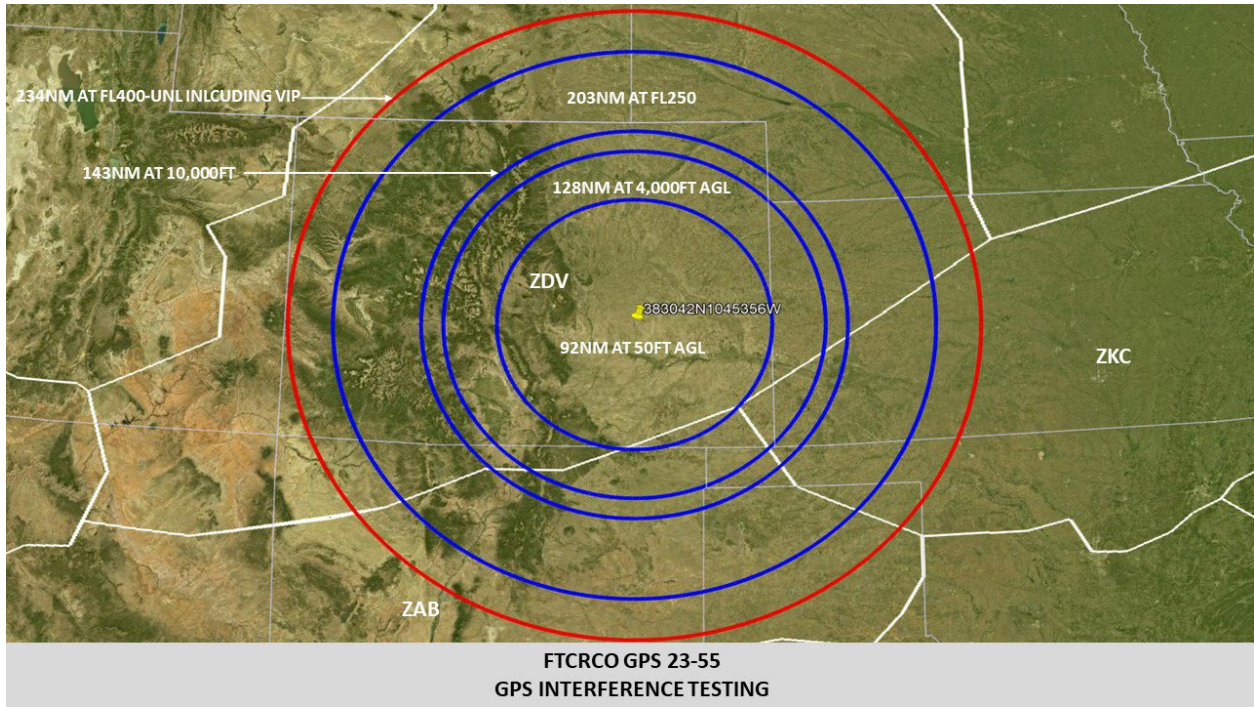 234NM AT FL400-UNL INLCUDING VIP
203NM AT FL250
143NM AT 10,000FT
128NM AT 4,000FT AGL
ZDV
383042N1045356W
92NM AT 50FT AGL
ZKC
ZAB
FTCRCO GPS 23-55
GPS INTERFERENCE TESTING